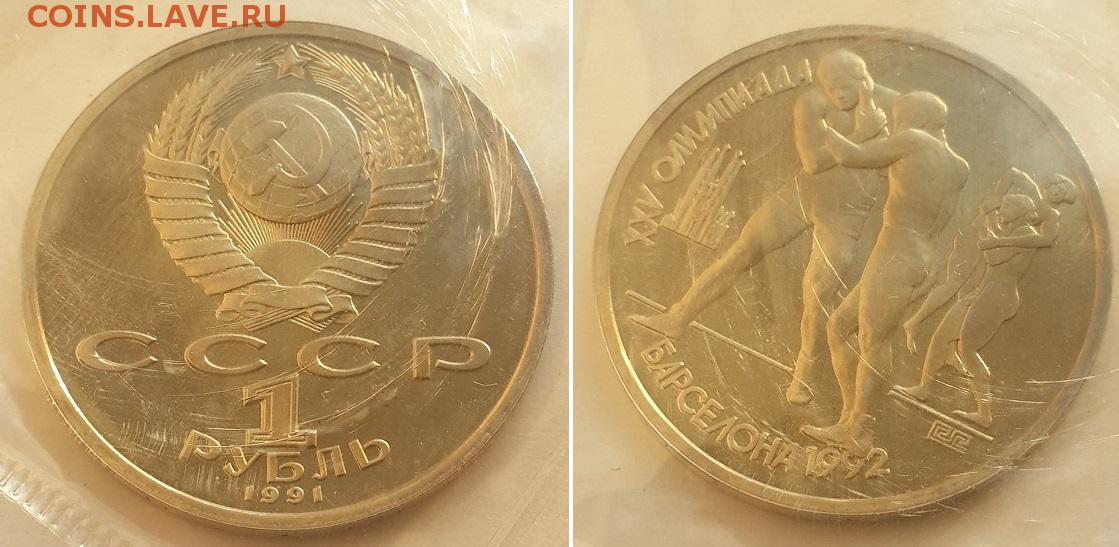 COINS.LAVE.RU
СССР
1
РУБЛЬ
1991
XXV ОЛИМПИАДА
БАРСЕЛОНА 1992